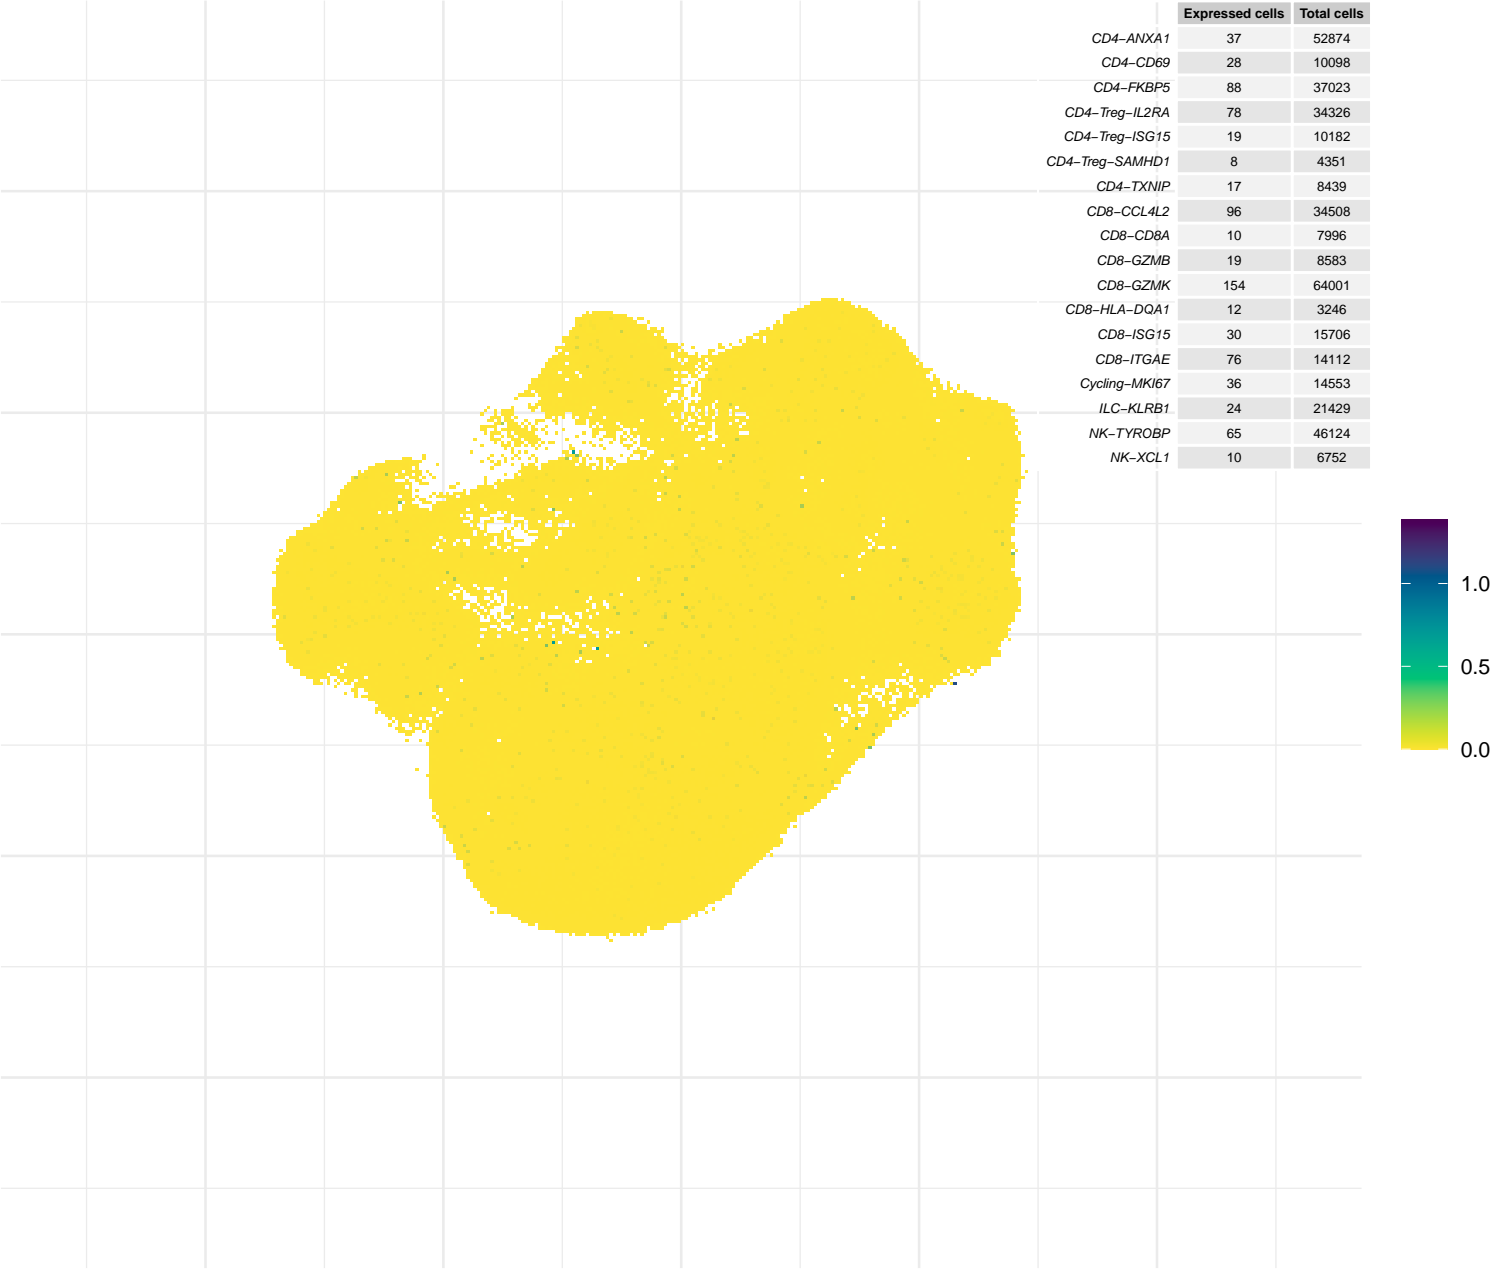 Expressed cells Total cells
CD4−ANXA1 37 52874
CD4−CD69 28 10098
CD4−FKBP5 88 37023
CD4−Treg−IL2RA 78 34326
CD4−Treg−ISG15 19 10182
CD4−Treg−SAMHD1 8 4351
CD4−TXNIP 17 8439
CD8−CCL4L2 96 34508
CD8−CD8A 10 7996
CD8−GZMB 19 8583
CD8−GZMK 154 64001
CD8−HLA−DQA1 12 3246
CD8−ISG15 30 15706
CD8−ITGAE 76 14112
Cycling−MKI67 36 14553
ILC−KLRB1 24 21429
NK−TYROBP 65 46124
NK−XCL1 10 6752
1.0
0.5
0.0